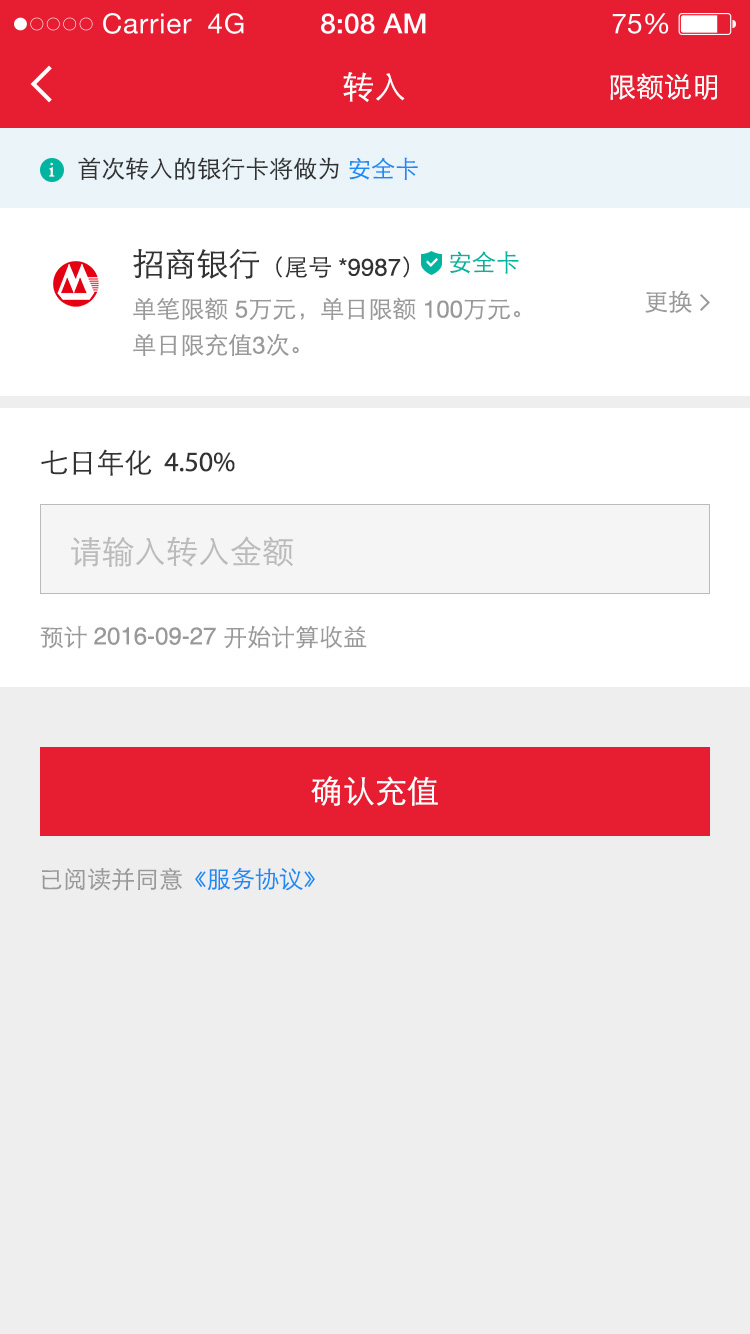 Carrier 4G 8:08 AM 75%
转入 限额说明
首次转入的银行卡将做为 安全卡
招商银行（尾号 *9987） 安全卡
单笔限额 5万元，单日限额 100万元。
更换
单日限充值3次。
七日年化 4.50%
请输入转入金额
预计 2016-09-27 开始计算收益
确认充值
已阅读并同意《服务协议》